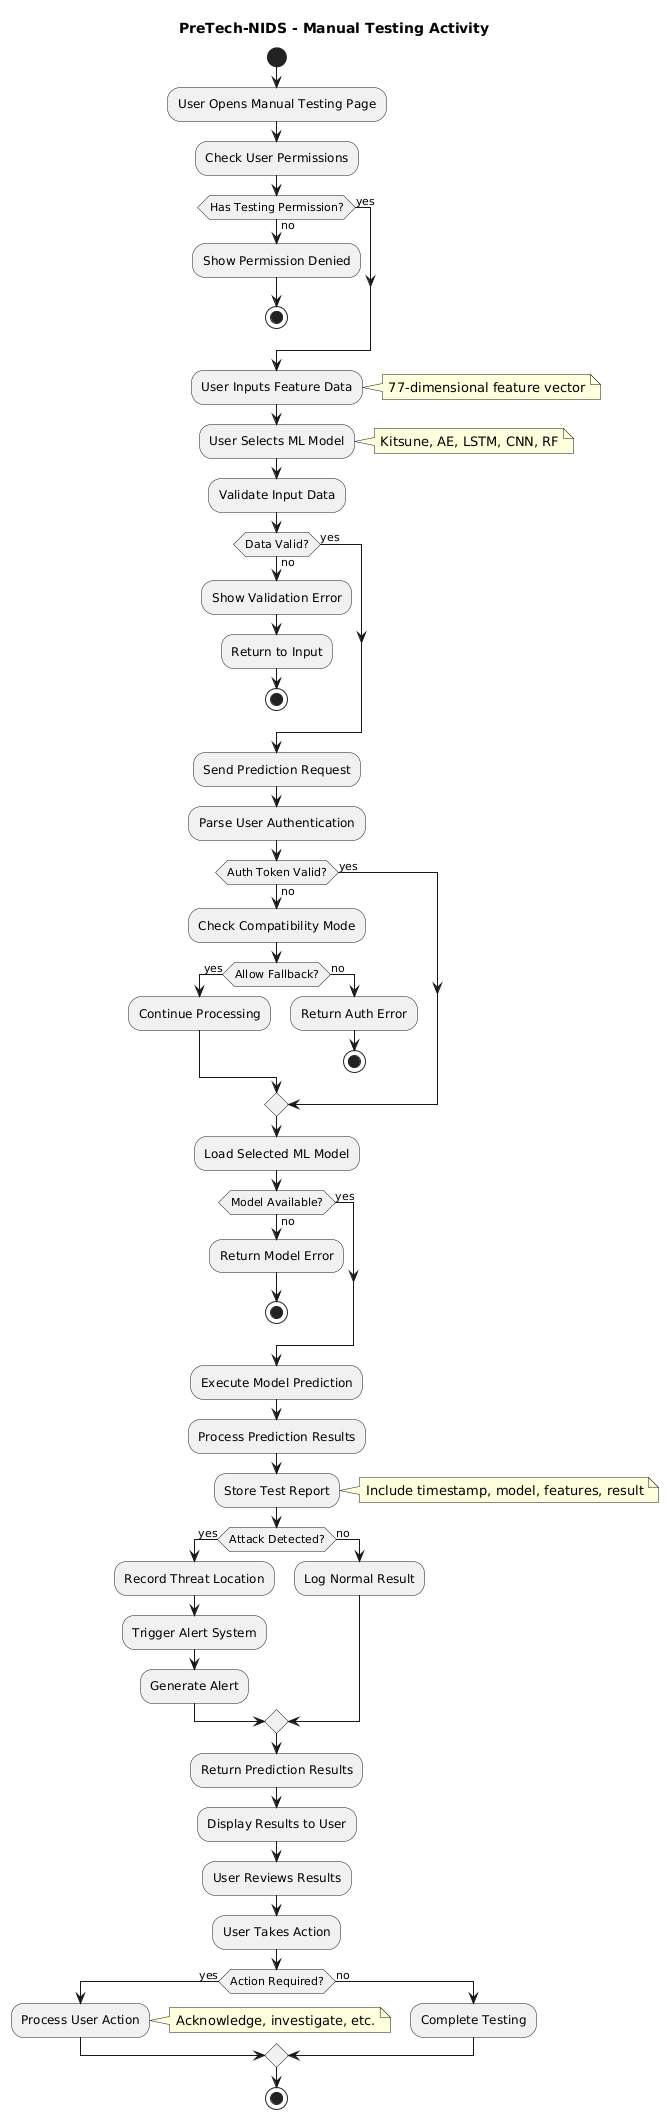 PreTech-NIDS - Manual Testing Activity
User Opens Manual Testing Page
Check User Permissions
Has Testing Permission?
yes
no
Show Permission Denied
User Inputs Feature Data
77-dimensional feature vector
User Selects ML Model
Kitsune, AE, LSTM, CNN, RF
Validate Input Data
Data Valid?
yes
no
Show Validation Error
Return to Input
Send Prediction Request
Parse User Authentication
Auth Token Valid?
yes
no
Check Compatibility Mode
yes
Allow Fallback?
no
Continue Processing
Return Auth Error
Load Selected ML Model
Model Available?
yes
no
Return Model Error
Execute Model Prediction
Process Prediction Results
Store Test Report
Include timestamp, model, features, result
yes
Attack Detected?
no
Record Threat Location
Log Normal Result
Trigger Alert System
Generate Alert
Return Prediction Results
Display Results to User
User Reviews Results
User Takes Action
yes
Action Required?
no
Process User Action
Acknowledge, investigate, etc.
Complete Testing